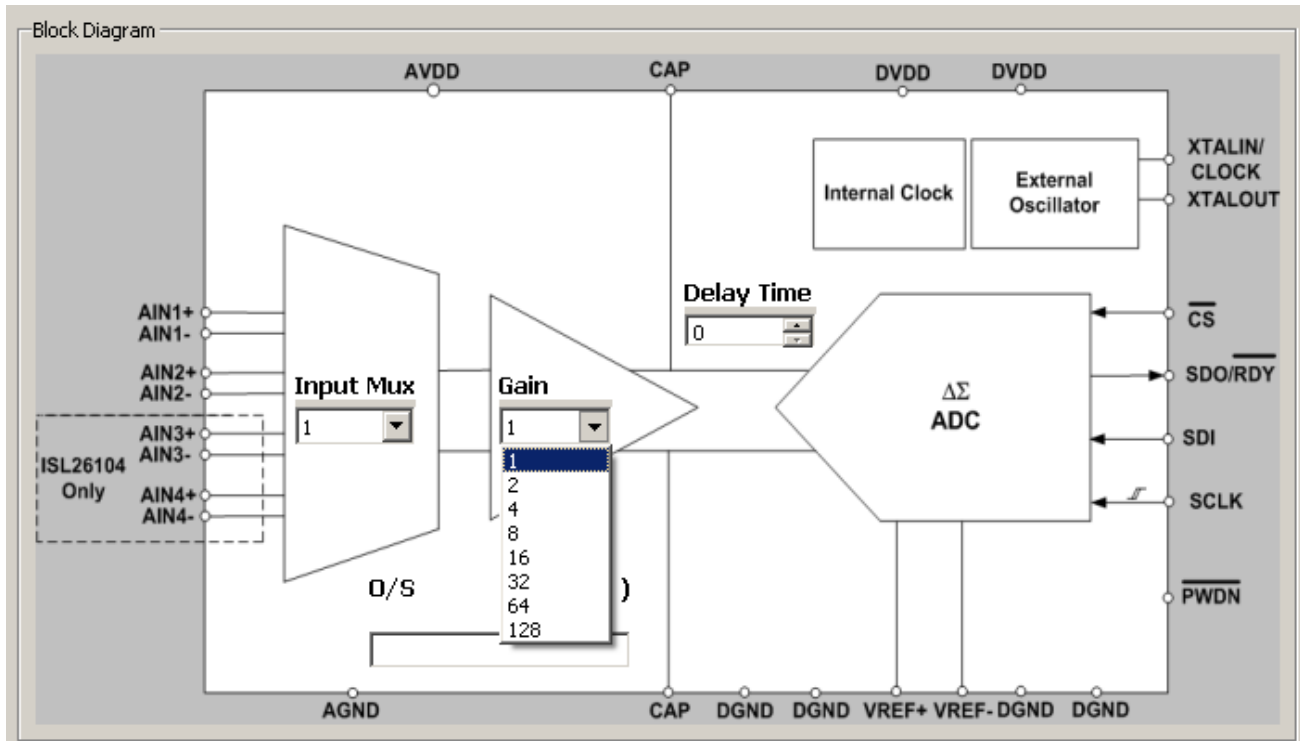 Block Diagram
AVDD
CAP
DVDD
DVDD
XTALIN/
CLOCK
XTALOUT
Internal Clock
External
Oscillator
Delay Time
0
AIN1+
AIN1-
AIN2+
AIN2-
AIN3+
AIN3-
AIN4+
AIN4-
ISL26104
Only
Input Mux
1
Gain
1
1
2
4
8
16
32
64
128
ΔΣ
ADC
CS
SDO/RDY
SDI
SCLK
PWDN
O/S
)
AGND
CAP
DGND
DGND
VREF+
VREF-
DGND
DGND